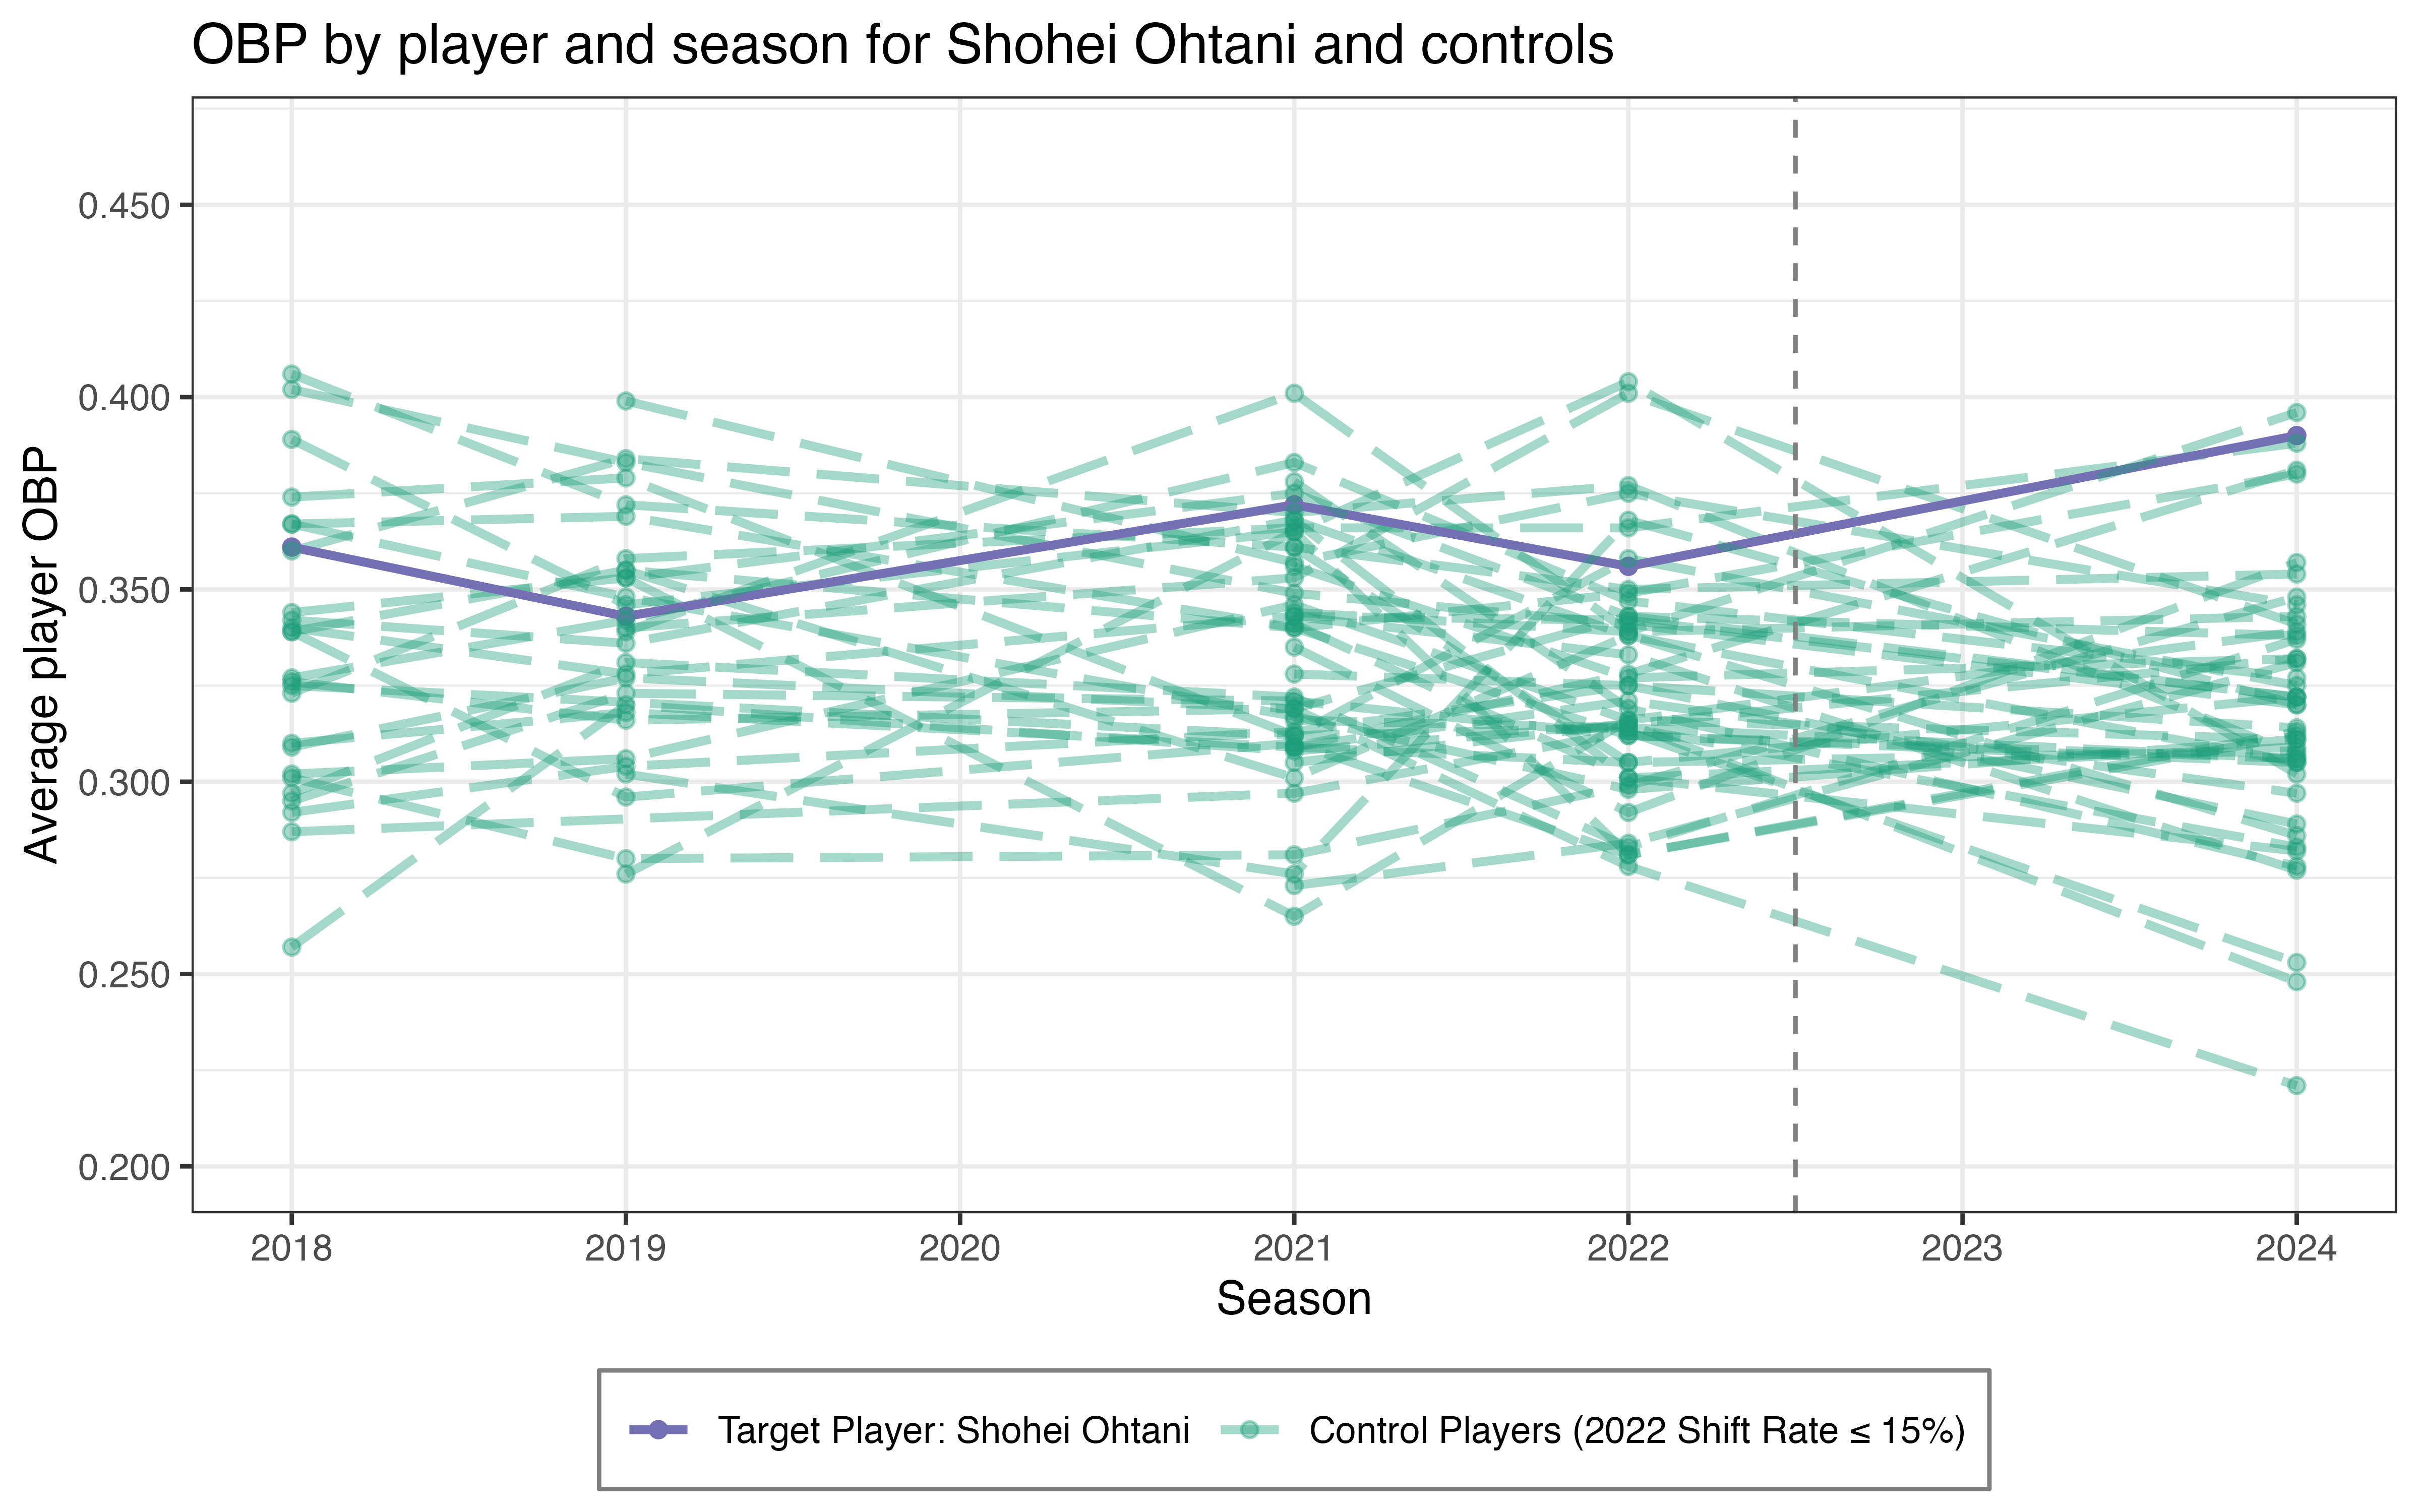 OBP by player and season for Shohei Ohtani and controls
Average player OBP
0.450
0.400
0.350
0.300
0.250
0.200
2018 2019 2020 2021 2022 2023 2024
Season
Target Player: Shohei Ohtani Control Players (2022 Shift Rate ≤ 15%)